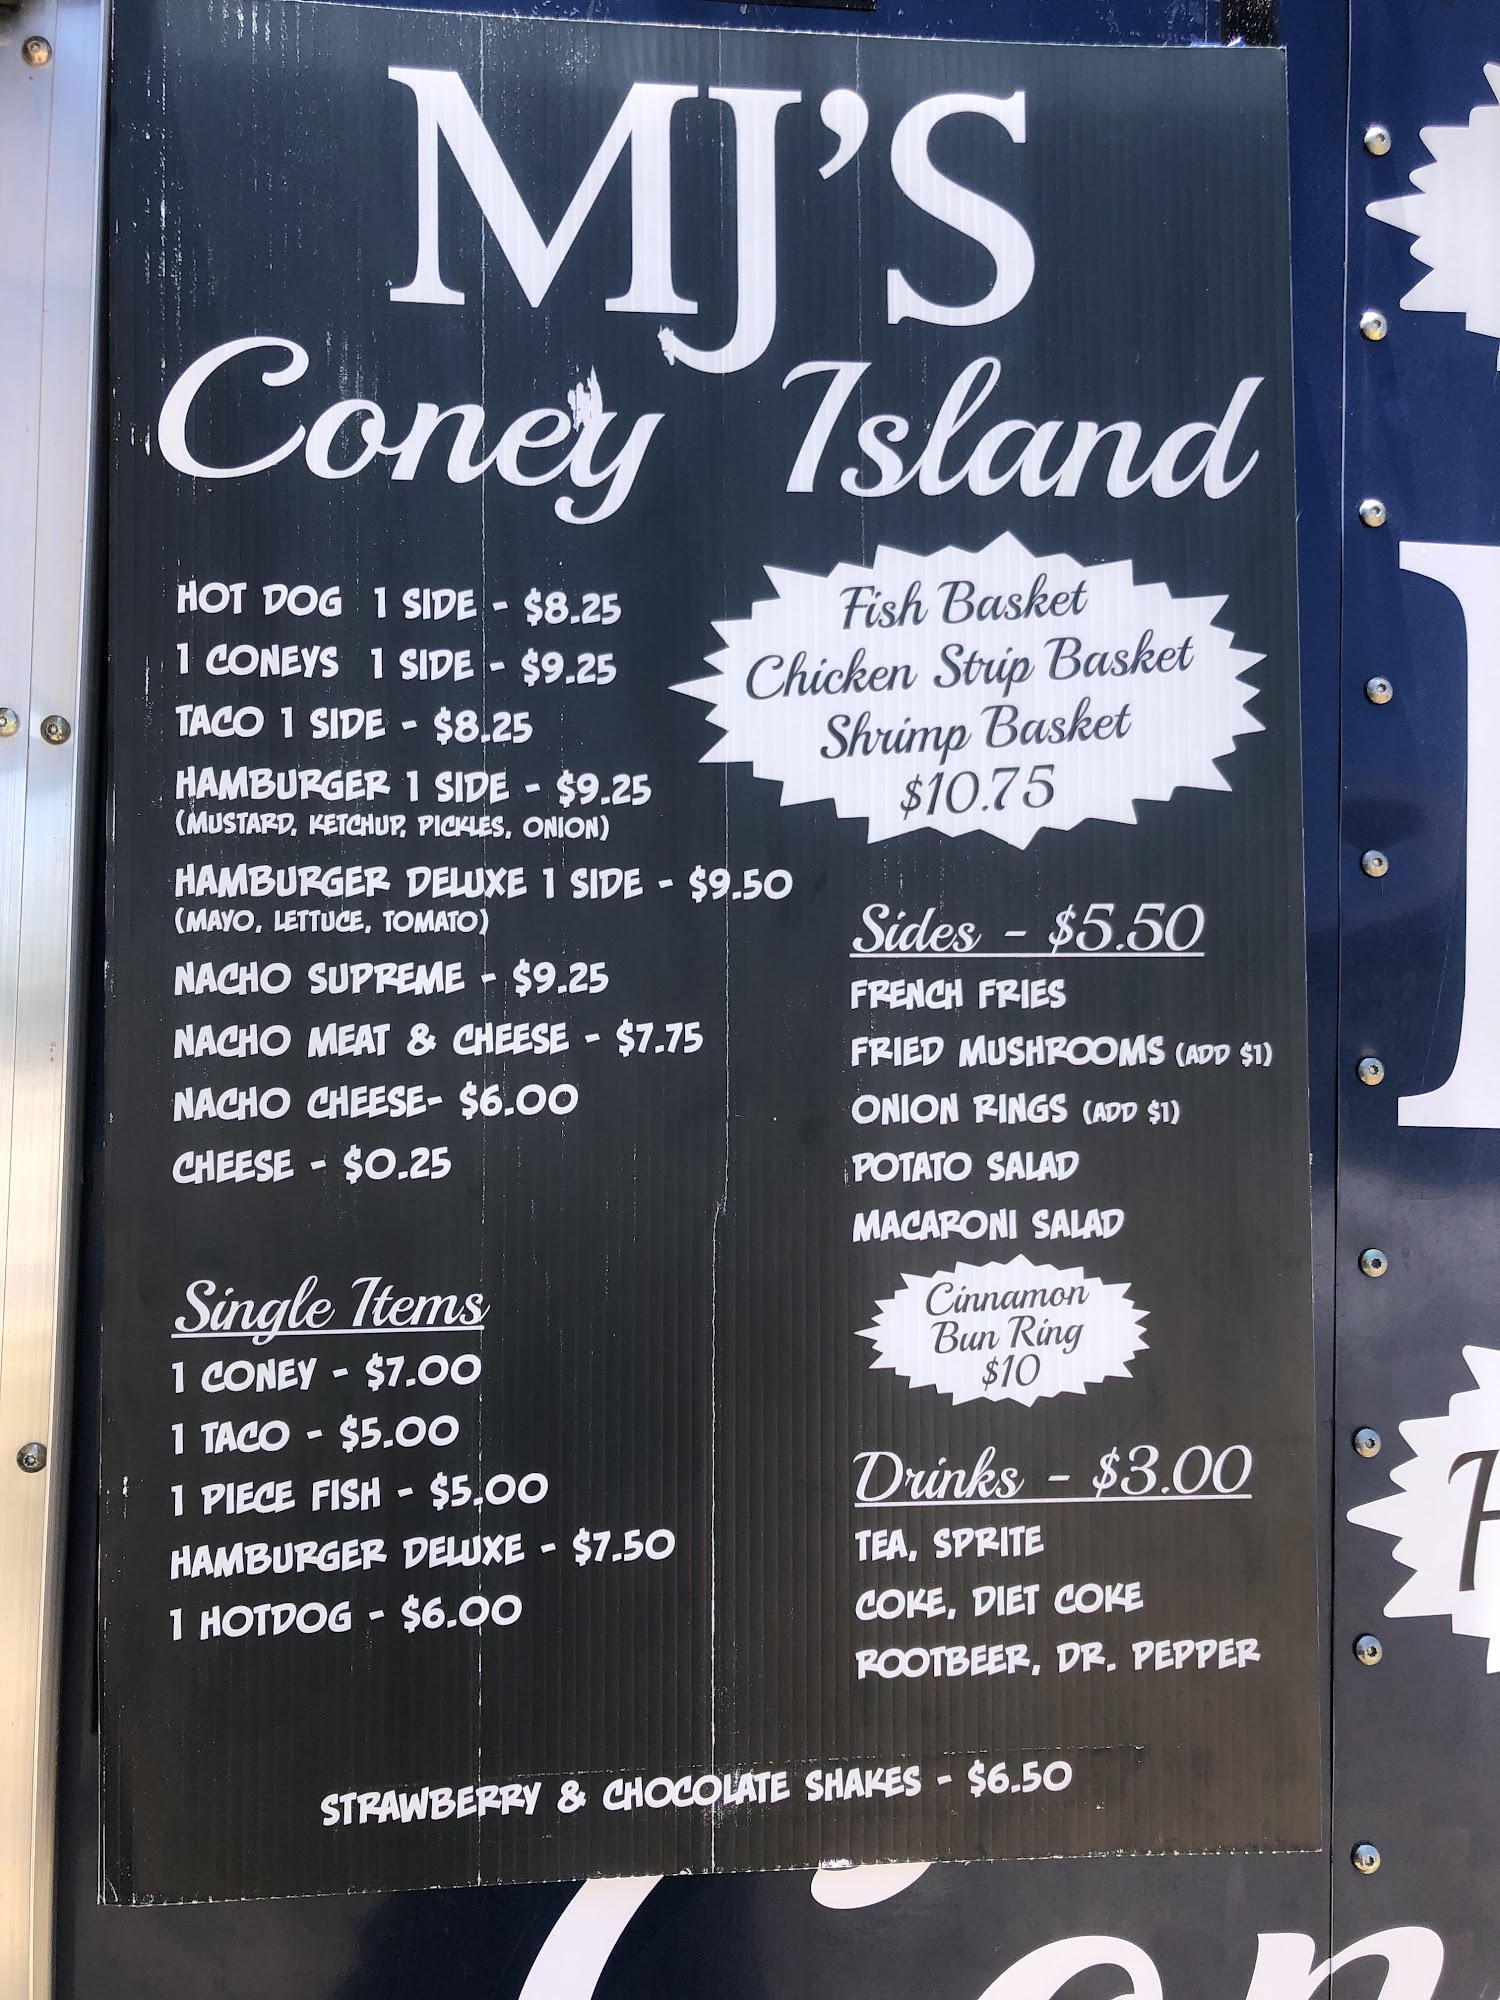 MJ'S
Coney Island
HOT DOG 1 SIDE - $8.25
1 CONEYS 1 SIDE - $9.25
TACO 1 SIDE - $8.25
HAMBURGER 1 SIDE - $9.25
(MUSTARD, KETCHUP, PICKLES, ONION)
HAMBURGER DELUXE 1 SIDE - $9.50
(MAYO, LETTUCE, TOMATO)
NACHO SUPREME - $9.25
NACHO MEAT & CHEESE - $7.75
NACHO CHEESE- $6.00
CHEESE - $0.25
Single Items
1 CONEY - $7.00
1 TACO - $5.00
1 PIECE FISH - $5.00
HAMBURGER DELUXE - $7.50
1 HOTDOG - $6.00
Fish Basket
Chicken Strip Basket
Shrimp Basket
$10.75
Sides - $5.50
FRENCH FRIES
FRIED MUSHROOMS (ADD $1)
ONION RINGS (ADD $1)
POTATO SALAD
MACARONI SALAD
Cinnamon
Bun Ring
$10
Drinks - $3.00
TEA, SPRITE
COKE, DIET COKE
ROOTBEER, DR. PEPPER
STRAWBERRY & CHOCOLATE SHAKES - $6.50